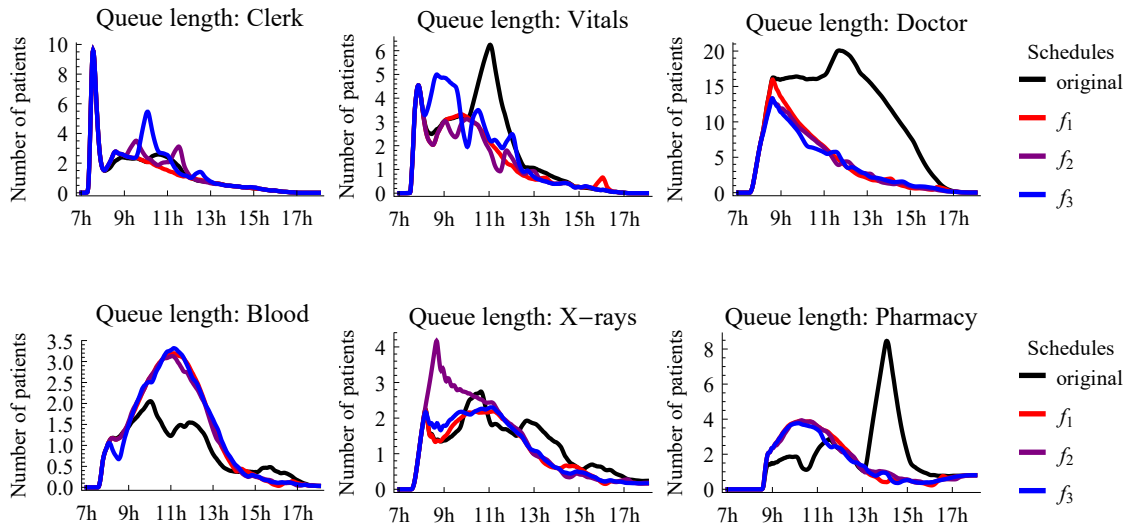 Queue length: Clerk
Number of patients
10
8
6
4
2
0
7h 9h 11h 13h 15h 17h
Queue length: Vitals
Number of patients
6
5
4
3
2
1
0
7h 9h 11h 13h 15h 17h
Queue length: Doctor
Number of patients
20
15
10
5
0
7h 9h 11h 13h 15h 17h
Schedules
original
f1
f2
f3
Queue length: Blood
Number of patients
3.5
3.0
2.5
2.0
1.5
1.0
0.5
0.0
7h 9h 11h 13h 15h 17h
Queue length: X−rays
Number of patients
4
3
2
1
0
7h 9h 11h 13h 15h 17h
Queue length: Pharmacy
Number of patients
8
6
4
2
0
7h 9h 11h 13h 15h 17h
Schedules
original
f1
f2
f3